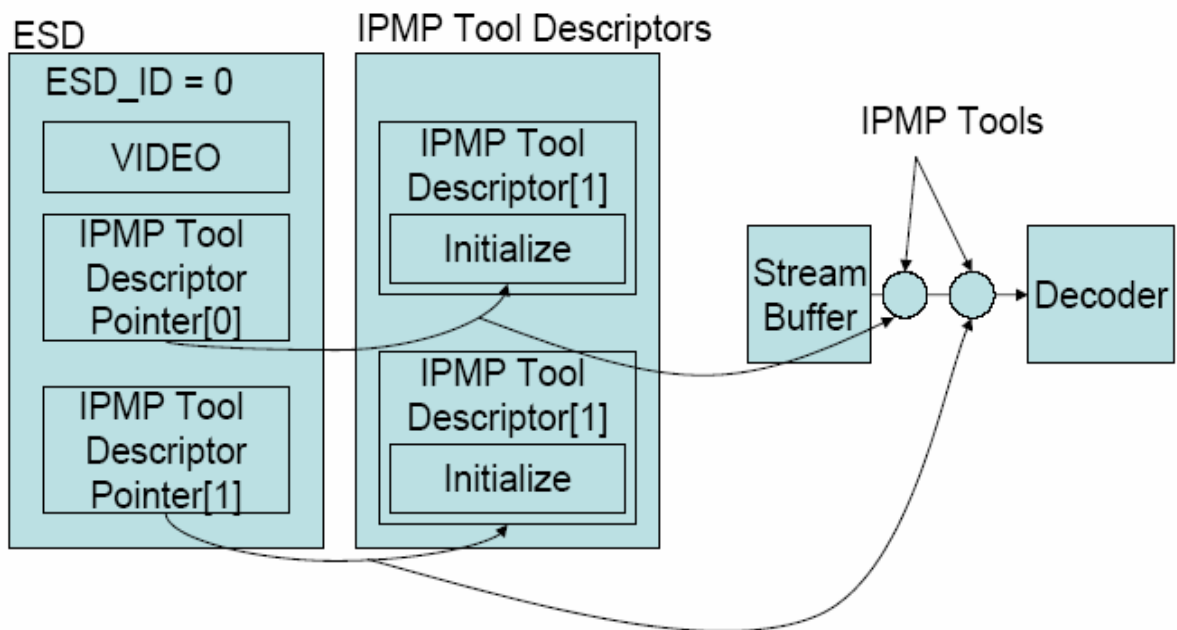 ESD
ESD_ID = 0
VIDEO
IPMP Tool
Descriptor
Pointer[0]
IPMP Tool
Descriptor
Pointer[1]
IPMP Tool Descriptors
IPMP Tool
Descriptor[1]
Initialize
IPMP Tool
Descriptor[1]
Initialize
IPMP Tools
Stream
Buffer
Decoder